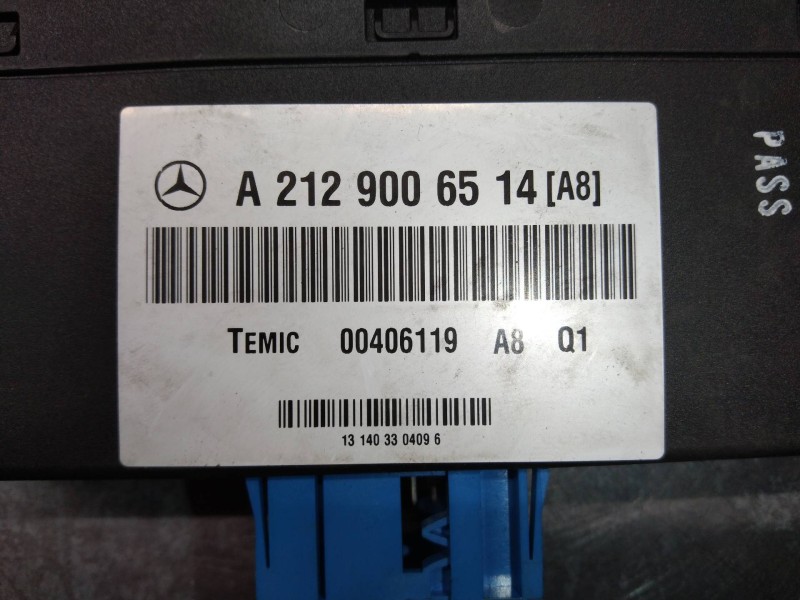 A 212 900 65 14 [A8]
TEMIC 00406119 A8 Q1
13 140 33 0409 6
PASS